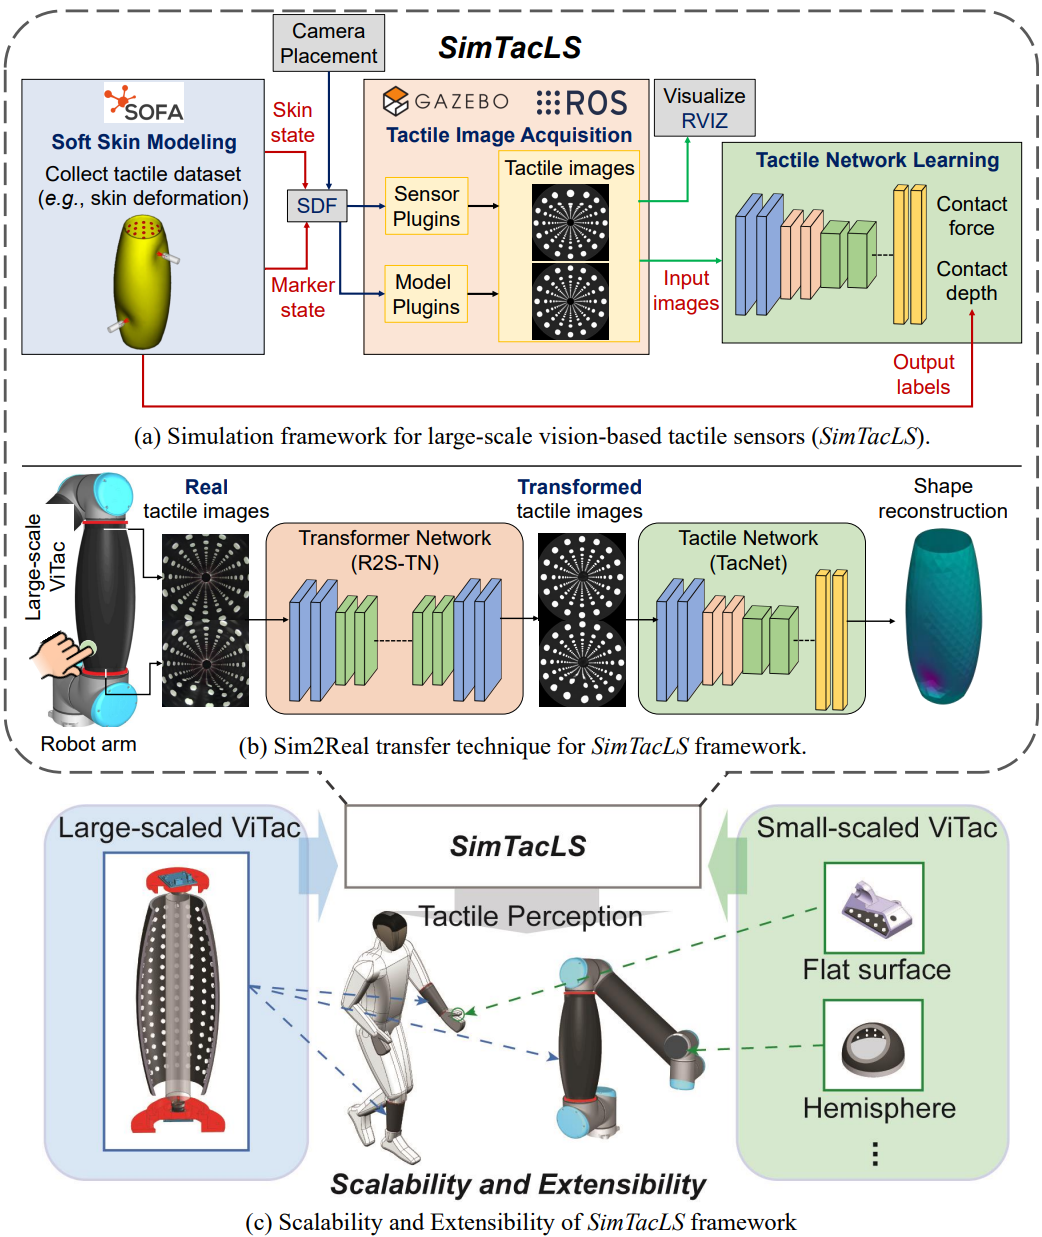 Camera
Placement
SimTacLS
SOFA
Soft Skin Modeling
Collect tactile dataset
(e.g., skin deformation)
Skin
state
SDF
Marker
state
GAZEBO
ROS
Tactile Image Acquisition
Sensor
Plugins
Model
Plugins
Tactile images
Visualize
RVIZ
Input
images
Tactile Network Learning
Contact
force
Contact
depth
Output
labels
(a) Simulation framework for large-scale vision-based tactile sensors (SimTacLS).
Large-scale
ViTac
Robot arm
Real
tactile images
Transformer Network
(R2S-TN)
Transformed
tactile images
Tactile Network
(TacNet)
Shape
reconstruction
(b) Sim2Real transfer technique for SimTacLS framework.
Large-scaled ViTac
SimTacLS
Small-scaled ViTac
Tactile Perception
Flat surface
Hemisphere
Scalability and Extensibility
(c) Scalability and Extensibility of SimTacLS framework